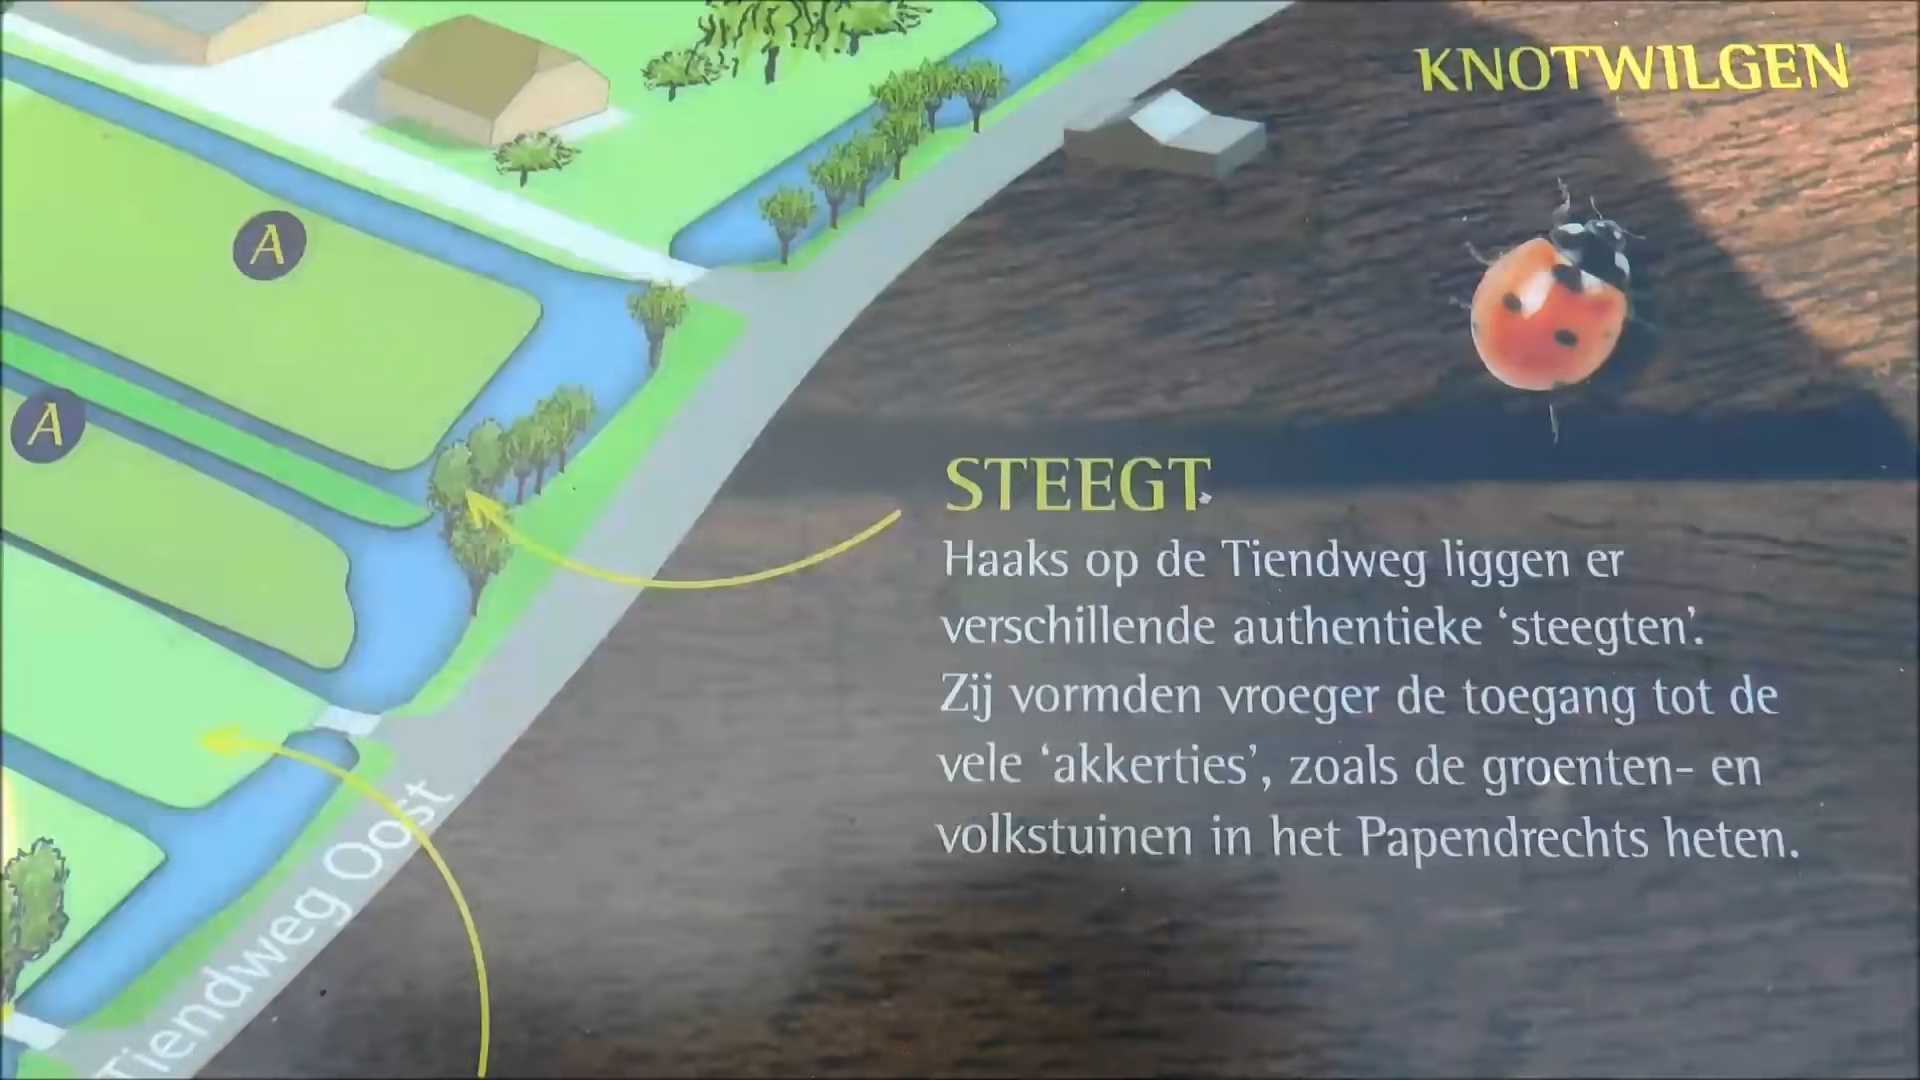 KNOTWILGEN
A
A
STEEGT
Haaks op de Tiendweg liggen er
verschillende authentieke ‘steegten’.
Zij vormden vroeger de toegang tot de
vele ‘akkerties’, zoals de groenten- en
volkstuinen in het Papendrechts heten.
Tiendweg Oost